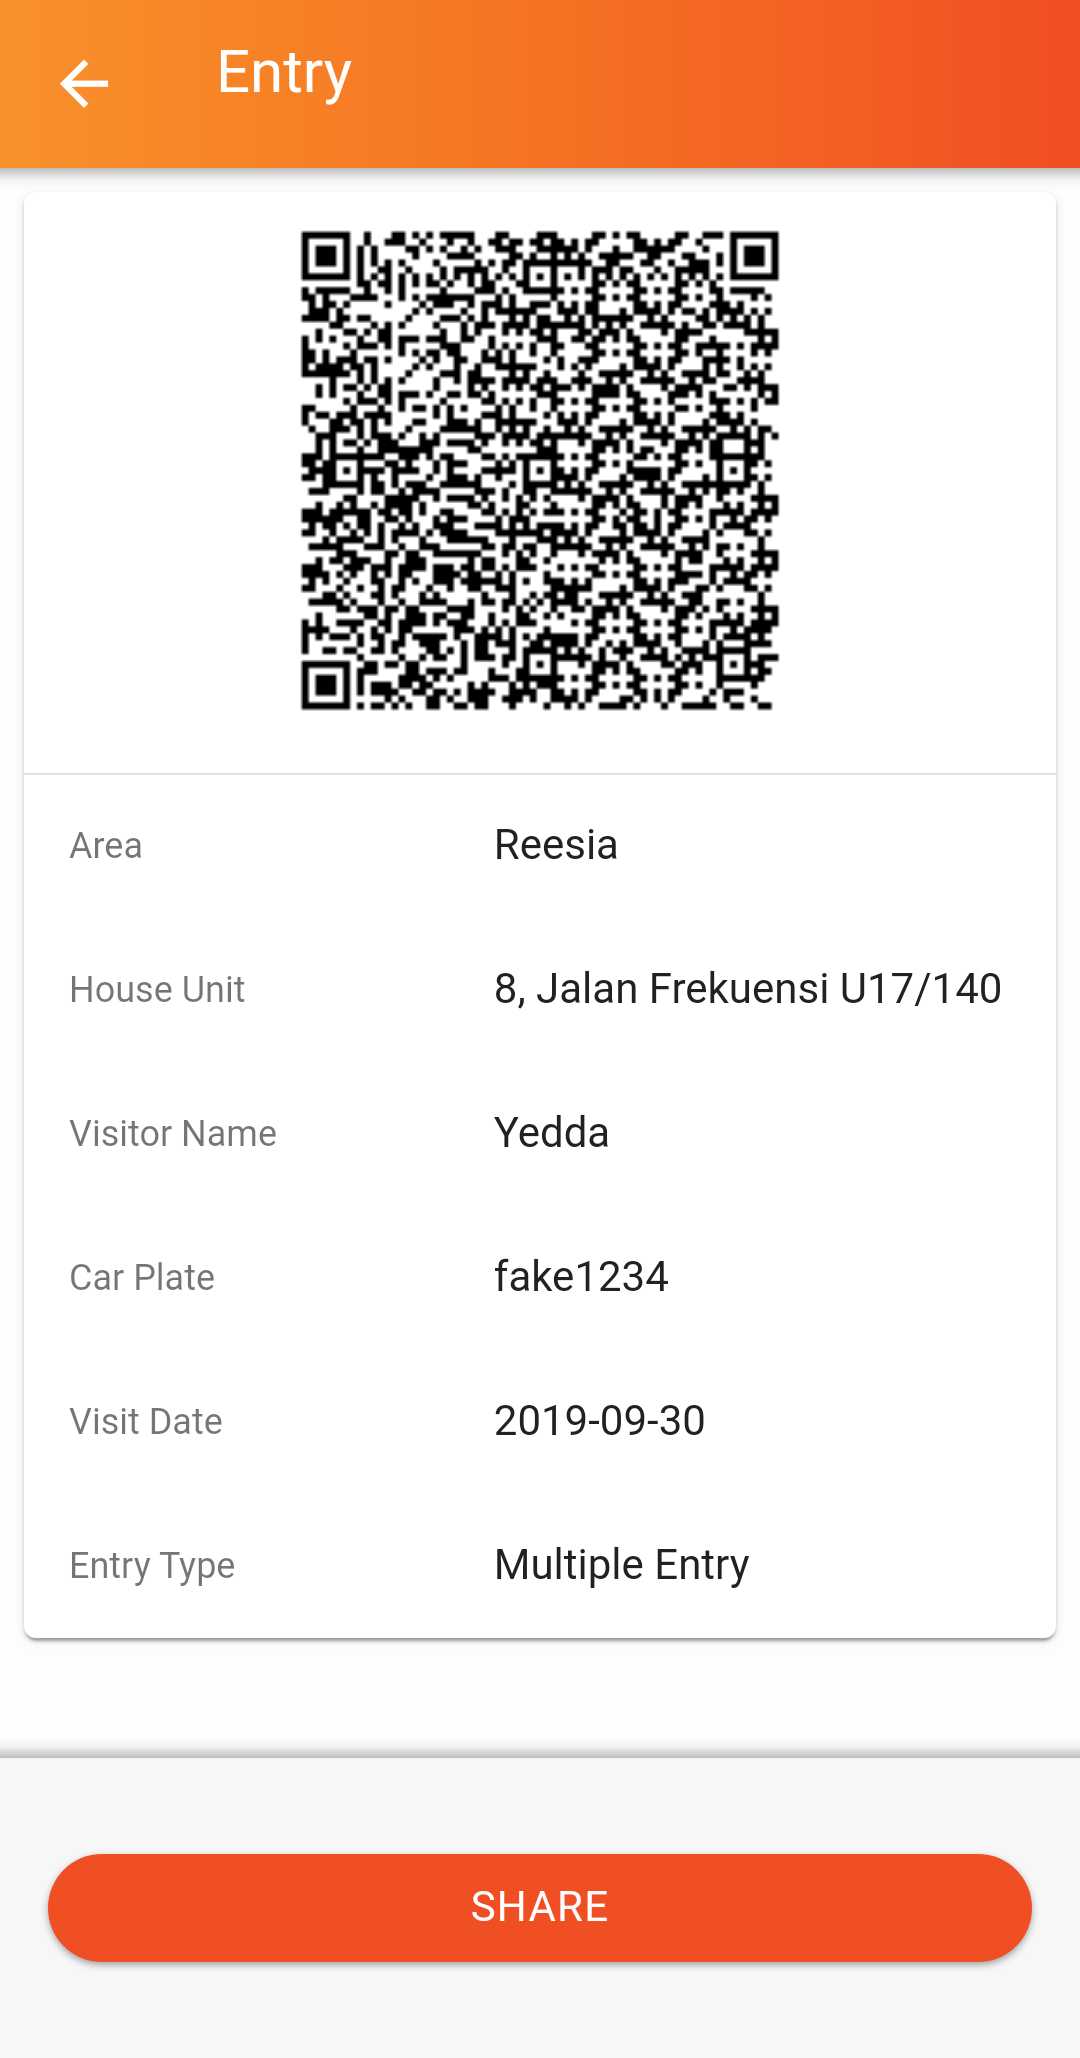 Entry
Area Reesia
House Unit 8, Jalan Frekuensi U17/140
Visitor Name Yedda
Car Plate fake1234
Visit Date 2019-09-30
Entry Type Multiple Entry
SHARE